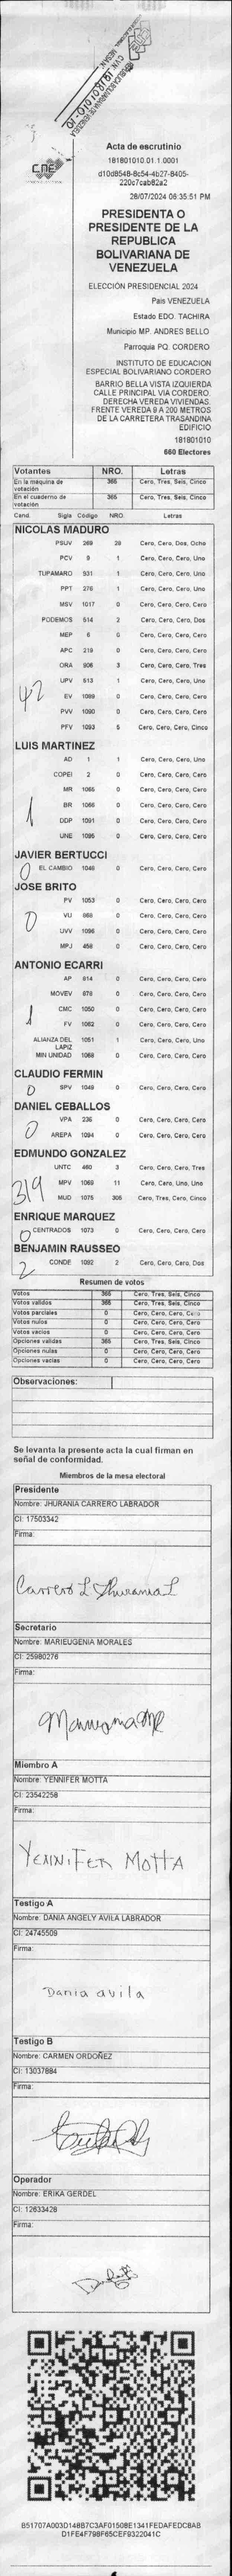 CNE
Acta de escrutinio
181801010.01.1.0001
d10d8548-8c54-4b27-8405-
220c7cab82a2
28/07/2024 06:35:51 PM
PRESIDENTA O
PRESIDENTE DE LA
REPUBLICA
BOLIVARIANA DE
VENEZUELA
ELECCIÓN PRESIDENCIAL 2024
Pais VENEZUELA
Estado EDO. TACHIRA
Municipio MP. ANDRES BELLO
Parroquia PQ. CORDERO
INSTITUTO DE EDUCACION
ESPECIAL BOLIVARIANO CORDERO
BARRIO BELLA VISTA IZQUIERDA
CALLE PRINCIPAL VIA CORDERO.
DERECHA VEREDA VIVIENDAS.
FRENTE VEREDA 9 A 200 METROS
DE LA CARRETERA TRASANDINA
EDIFICIO
181801010
660 Electores
Votantes NRO. Letras
En la maquina de votación 365 Cero, Tres, Seis, Cinco
En el cuaderno de votación 365 Cero, Tres, Seis, Cinco
Cand. Sigla Código NRO. Letras
NICOLAS MADURO
PSUV 269 28 Cero, Cero, Dos, Ocho
PCV 5 1 Cero, Cero, Cero, Uno
TUPAMARO 931 1 Cero, Cero, Cero, Uno
PPT 276 1 Cero, Cero, Cero, Uno
MSV 1017 0 Cero, Cero, Cero, Cero
PODEMOS 514 2 Cero, Cero, Cero, Dos
MEP 6 0 Cero, Cero, Cero, Cero
APC 219 0 Cero, Cero, Cero, Cero
ORA 906 3 Cero, Cero, Cero, Tres
UPV 513 1 Cero, Cero, Cero, Uno
42
EV 1099 0 Cero, Cero, Cero, Cero
PVV 1090 0 Cero, Cero, Cero, Cero
PFV 1093 5 Cero, Cero, Cero, Cinco
LUIS MARTINEZ
AD 1 1 Cero, Cero, Cero, Uno
COPEI 2 0 Cero, Cero, Cero, Cero
MR 1065 0 Cero, Cero, Cero, Cero
1
BR 1066 0 Cero, Cero, Cero, Cero
DDP 1091 0 Cero, Cero, Cero, Cero
UNE 1095 0 Cero, Cero, Cero, Cero
JAVIER BERTUCCI
0 EL CAMBIO 1046 0 Cero, Cero, Cero, Cero
JOSE BRITO
PV 1053 0 Cero, Cero, Cero, Cero
0 VU 868 0 Cero, Cero, Cero, Cero
UVV 1096 0 Cero, Cero, Cero, Cero
MPJ 458 0 Cero, Cero, Cero, Cero
ANTONIO ECARRI
AP 814 0 Cero, Cero, Cero, Cero
MOVEV 878 0 Cero, Cero, Cero, Cero
1 CMC 1050 0 Cero, Cero, Cero, Cero
FV 1062 0 Cero, Cero, Cero, Cero
ALIANZA DEL LAPIZ 1051 1 Cero, Cero, Cero, Uno
MIN UNIDAD 1068 0 Cero, Cero, Cero, Cero
CLAUDIO FERMIN
0 SPV 1049 0 Cero, Cero, Cero, Cero
DANIEL CEBALLOS
VPA 236 0 Cero, Cero, Cero, Cero
0 AREPA 1094 0 Cero, Cero, Cero, Cero
EDMUNDO GONZALEZ
UNTC 460 3 Cero, Cero, Cero, Tres
319 MPV 1069 11 Cero, Cero, Uno, Uno
MUD 1075 305 Cero, Tres, Cero, Cinco
ENRIQUE MARQUEZ
0 CENTRADOS 1073 0 Cero, Cero, Cero, Cero
BENJAMIN RAUSSEO
2 CONDE 1092 2 Cero, Cero, Cero, Dos
Resumen de votos
Votos 365 Cero, Tres, Seis, Cinco
Votos validos 365 Cero, Tres, Seis, Cinco
Votos parciales 0 Cero, Cero, Cero, Cero
Votos nulos 0 Cero, Cero, Cero, Cero
Votos vacios 0 Cero, Cero, Cero, Cero
Opciones validas 365 Cero, Tres, Seis, Cinco
Opciones nulas 0 Cero, Cero, Cero, Cero
Opciones vacias 0 Cero, Cero, Cero, Cero
Observaciones:
Se levanta la presente acta la cual firman en
señal de conformidad.
Miembros de la mesa electoral
Presidente
Nombre: JHURANIA CARRERO LABRADOR
CI: 17503342
Firma:
Carrero L Jhurania L
Secretario
Nombre: MARIEUGENIA MORALES
CI: 25980276
Firma:
Miembro A
Nombre: YENNIFER MOTTA
CI: 23542258
Firma:
YENNIFER MOTTA
Testigo A
Nombre: DANIA ANGELY AVILA LABRADOR
CI: 24745509
Firma:
Dania avila
Testigo B
Nombre: CARMEN ORDOÑEZ
CI: 13037884
Firma:
Operador
Nombre: ERIKA GERDEL
CI: 12633428
Firma:
B51707A003D148B7C3AF01508E1341FEDAFEDCBAB
D1FE4F798F65CEF9322041C